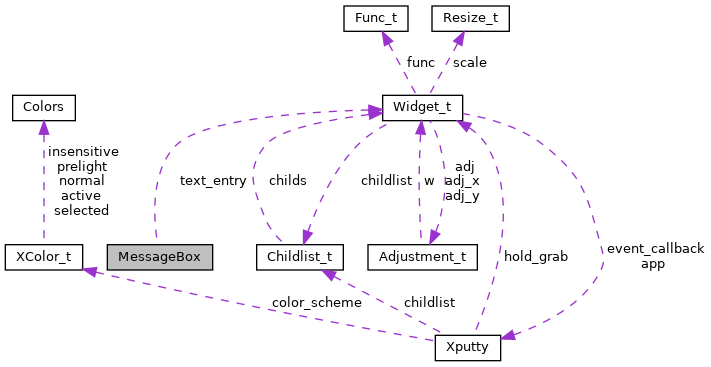 Func_t
Resize_t
func
scale
Colors
Widget_t
insensitive
prelight
normal
active
selected
text_entry
childs
childlist
w
adj
adj_x
adj_y
XColor_t
MessageBox
Childlist_t
Adjustment_t
hold_grab
event_callback
app
color_scheme
childlist
Xputty